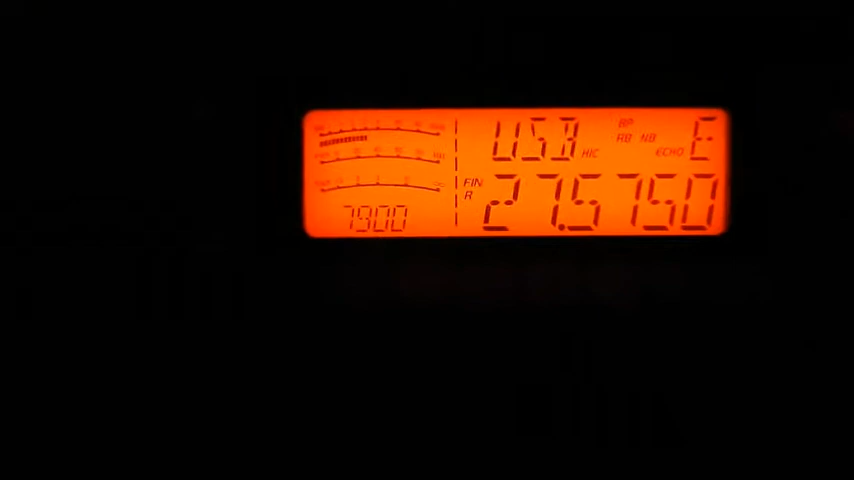 USB HIC E
BP
RB NB
ECHO
FIN
R
27.5750
7900